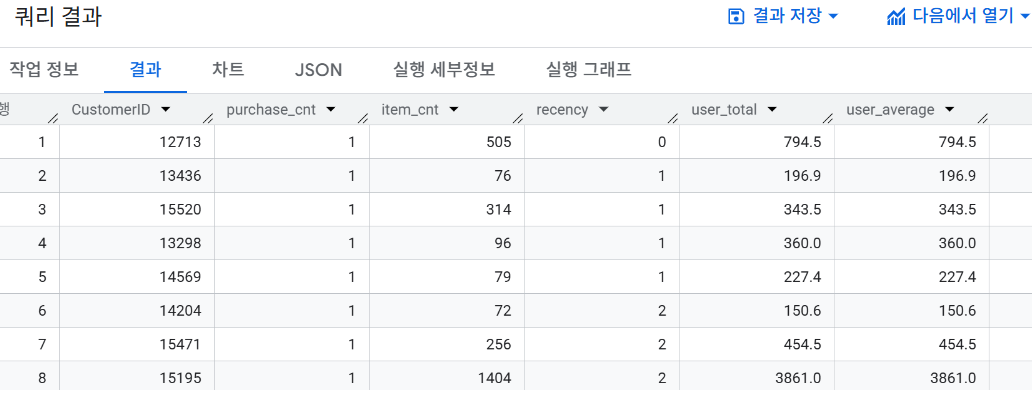 쿼리 결과 결과 저장 다음에서 열기
작업 정보 결과 차트 JSON 실행 세부정보 실행 그래프
행 CustomerID purchase_cnt item_cnt recency user_total user_average
1 12713 1 505 0 794.5 794.5
2 13436 1 76 1 196.9 196.9
3 15520 1 314 1 343.5 343.5
4 13298 1 96 1 360.0 360.0
5 14569 1 79 1 227.4 227.4
6 14204 1 72 2 150.6 150.6
7 15471 1 256 2 454.5 454.5
8 15195 1 1404 2 3861.0 3861.0